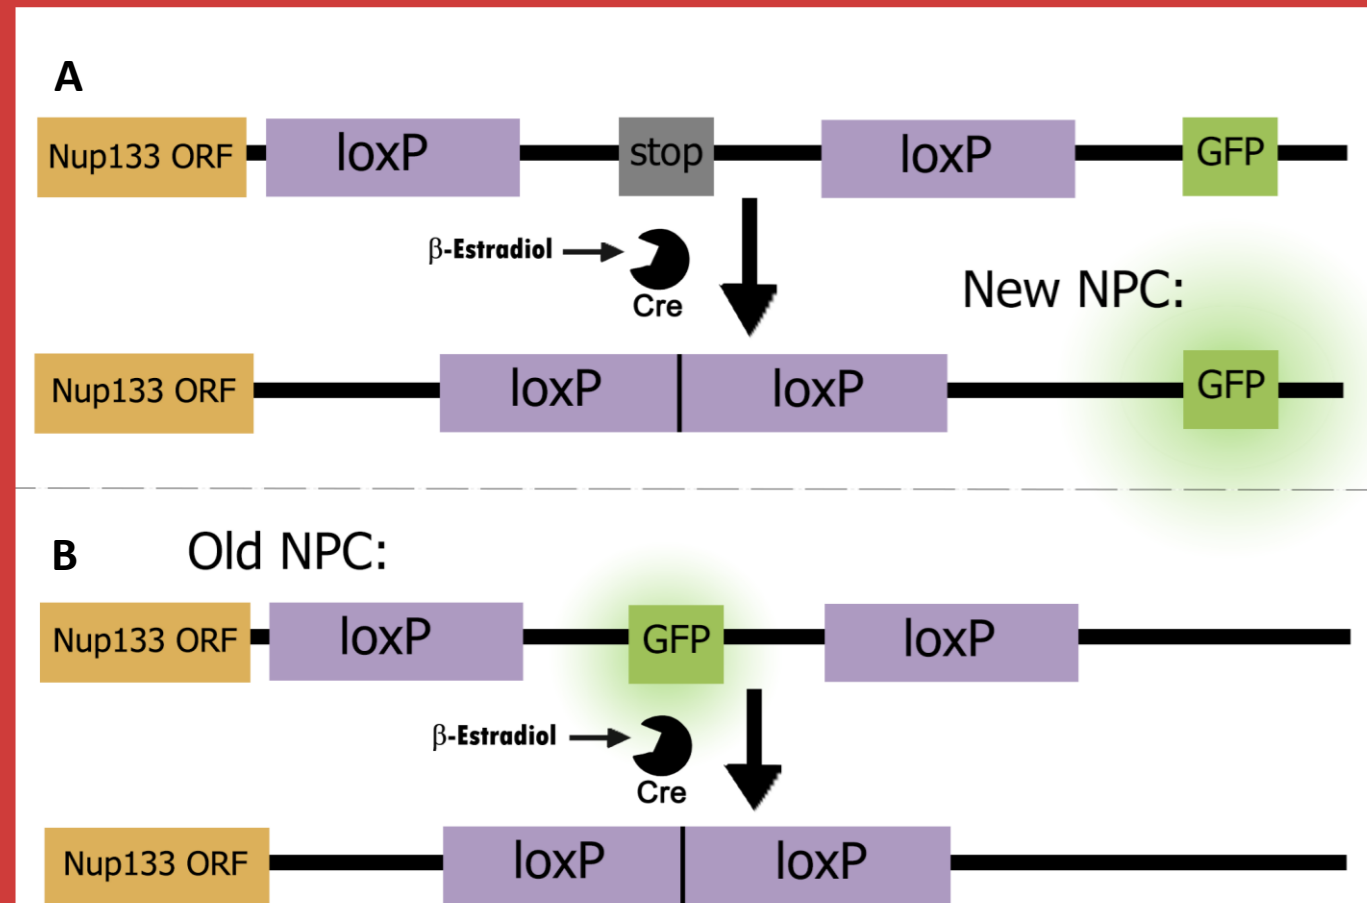 A
Nup133 ORF loxP stop loxP GFP
β-Estradiol
Cre
New NPC:
Nup133 ORF loxP loxP GFP
B Old NPC:
Nup133 ORF loxP GFP loxP
β-Estradiol
Cre
Nup133 ORF loxP loxP